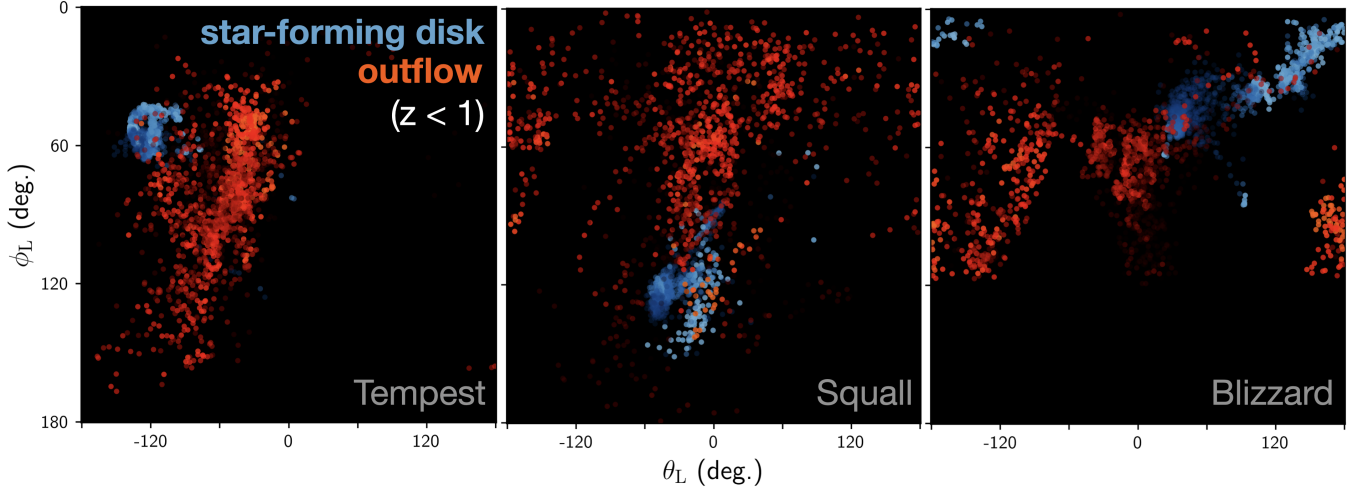 star-forming disk
outflow
(z < 1)
Tempest
Squall
Blizzard
0
60
120
180
ϕL (deg.)
-120 0 120
-120 0 120
-120 0 120
θL (deg.)